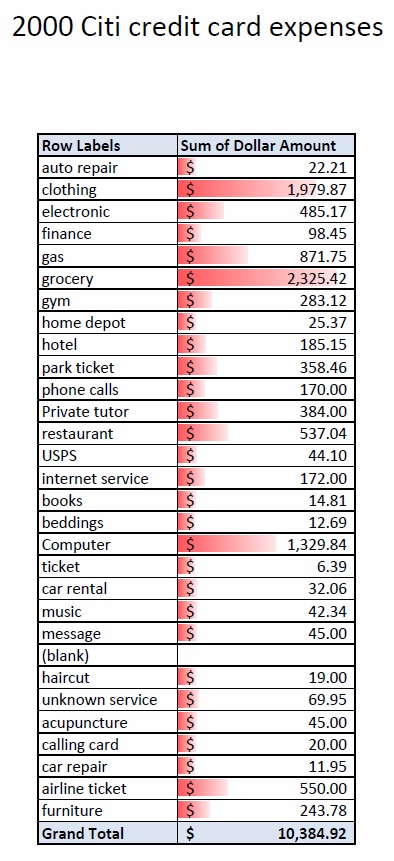 2000 Citi credit card expenses
Row Labels Sum of Dollar Amount
auto repair $ 22.21
clothing $ 1,979.87
electronic $ 485.17
finance $ 98.45
gas $ 871.75
grocery $ 2,325.42
gym $ 283.12
home depot $ 25.37
hotel $ 185.15
park ticket $ 358.46
phone calls $ 170.00
Private tutor $ 384.00
restaurant $ 537.04
USPS $ 44.10
internet service $ 172.00
books $ 14.81
beddings $ 12.69
Computer $ 1,329.84
ticket $ 6.39
car rental $ 32.06
music $ 42.34
message $ 45.00
(blank)
haircut $ 19.00
unknown service $ 69.95
acupuncture $ 45.00
calling card $ 20.00
car repair $ 11.95
airline ticket $ 550.00
furniture $ 243.78
Grand Total $ 10,384.92